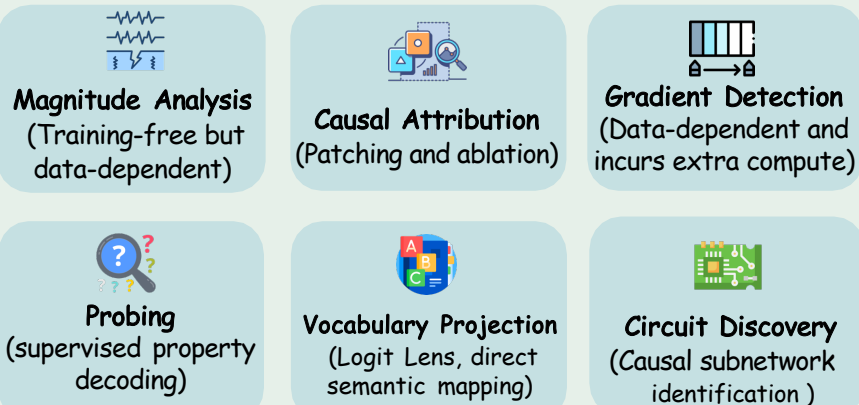 Magnitude Analysis
(Training-free but
data-dependent)
Causal Attribution
(Patching and ablation)
Gradient Detection
(Data-dependent and
incurs extra compute)
?
?
?
? ? ?
Probing
(supervised property
decoding)
A
B
C
Vocabulary Projection
(Logit Lens, direct
semantic mapping)
Circuit Discovery
(Causal subnetwork
identification )